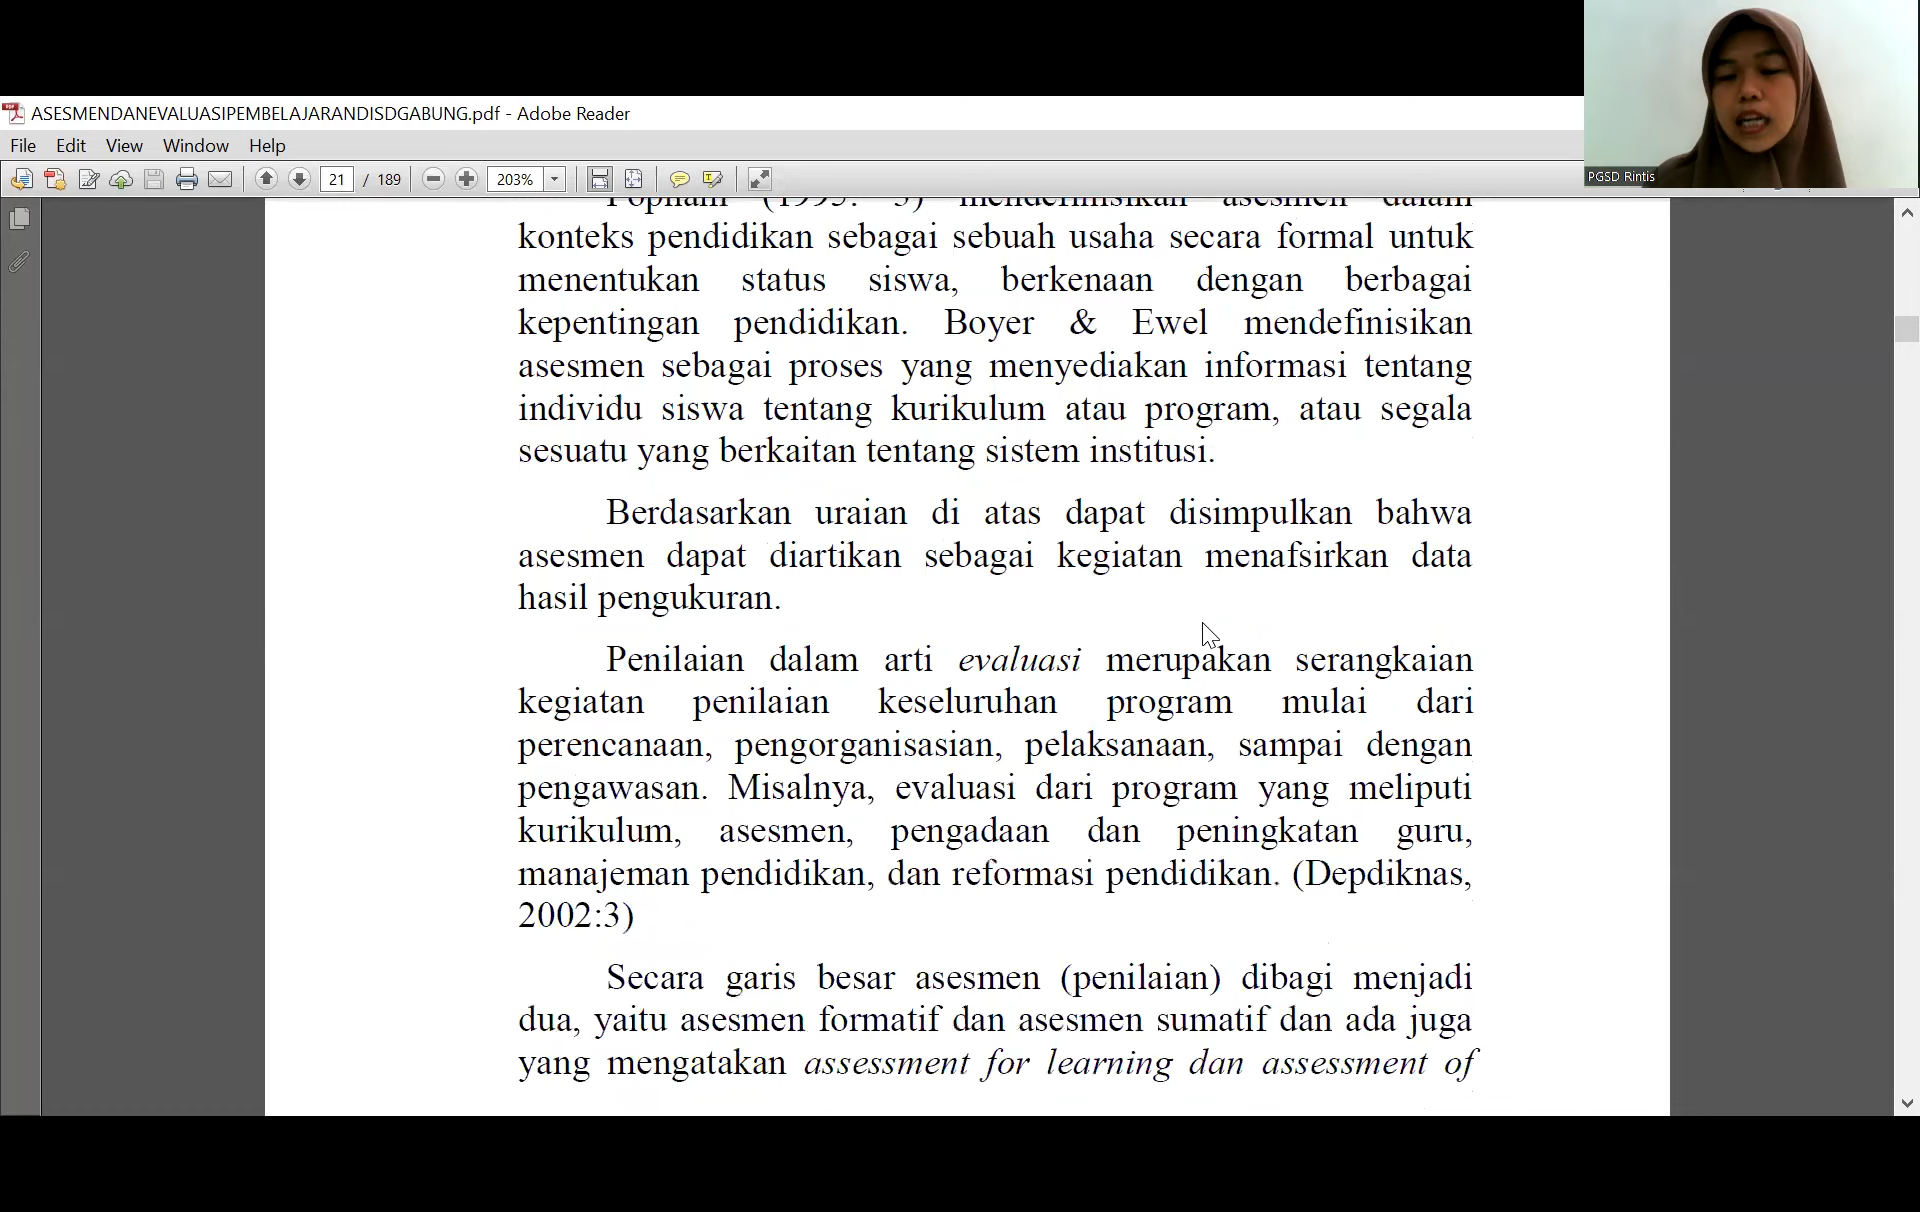 PGSD Rintis
ASESMENDANEVALUASIPEMBELAJARANDISDGABUNG.pdf - Adobe Reader
File Edit View Window Help
21 / 189 203%
Popham (1995: 3) mendefinisikan asesmen dalam
konteks pendidikan sebagai sebuah usaha secara formal untuk
menentukan status siswa, berkenaan dengan berbagai
kepentingan pendidikan. Boyer & Ewel mendefinisikan
asesmen sebagai proses yang menyediakan informasi tentang
individu siswa tentang kurikulum atau program, atau segala
sesuatu yang berkaitan tentang sistem institusi.
Berdasarkan uraian di atas dapat disimpulkan bahwa
asesmen dapat diartikan sebagai kegiatan menafsirkan data
hasil pengukuran.
Penilaian dalam arti evaluasi merupakan serangkaian
kegiatan penilaian keseluruhan program mulai dari
perencanaan, pengorganisasian, pelaksanaan, sampai dengan
pengawasan. Misalnya, evaluasi dari program yang meliputi
kurikulum, asesmen, pengadaan dan peningkatan guru,
manajeman pendidikan, dan reformasi pendidikan. (Depdiknas,
2002:3)
Secara garis besar asesmen (penilaian) dibagi menjadi
dua, yaitu asesmen formatif dan asesmen sumatif dan ada juga
yang mengatakan assessment for learning dan assessment of